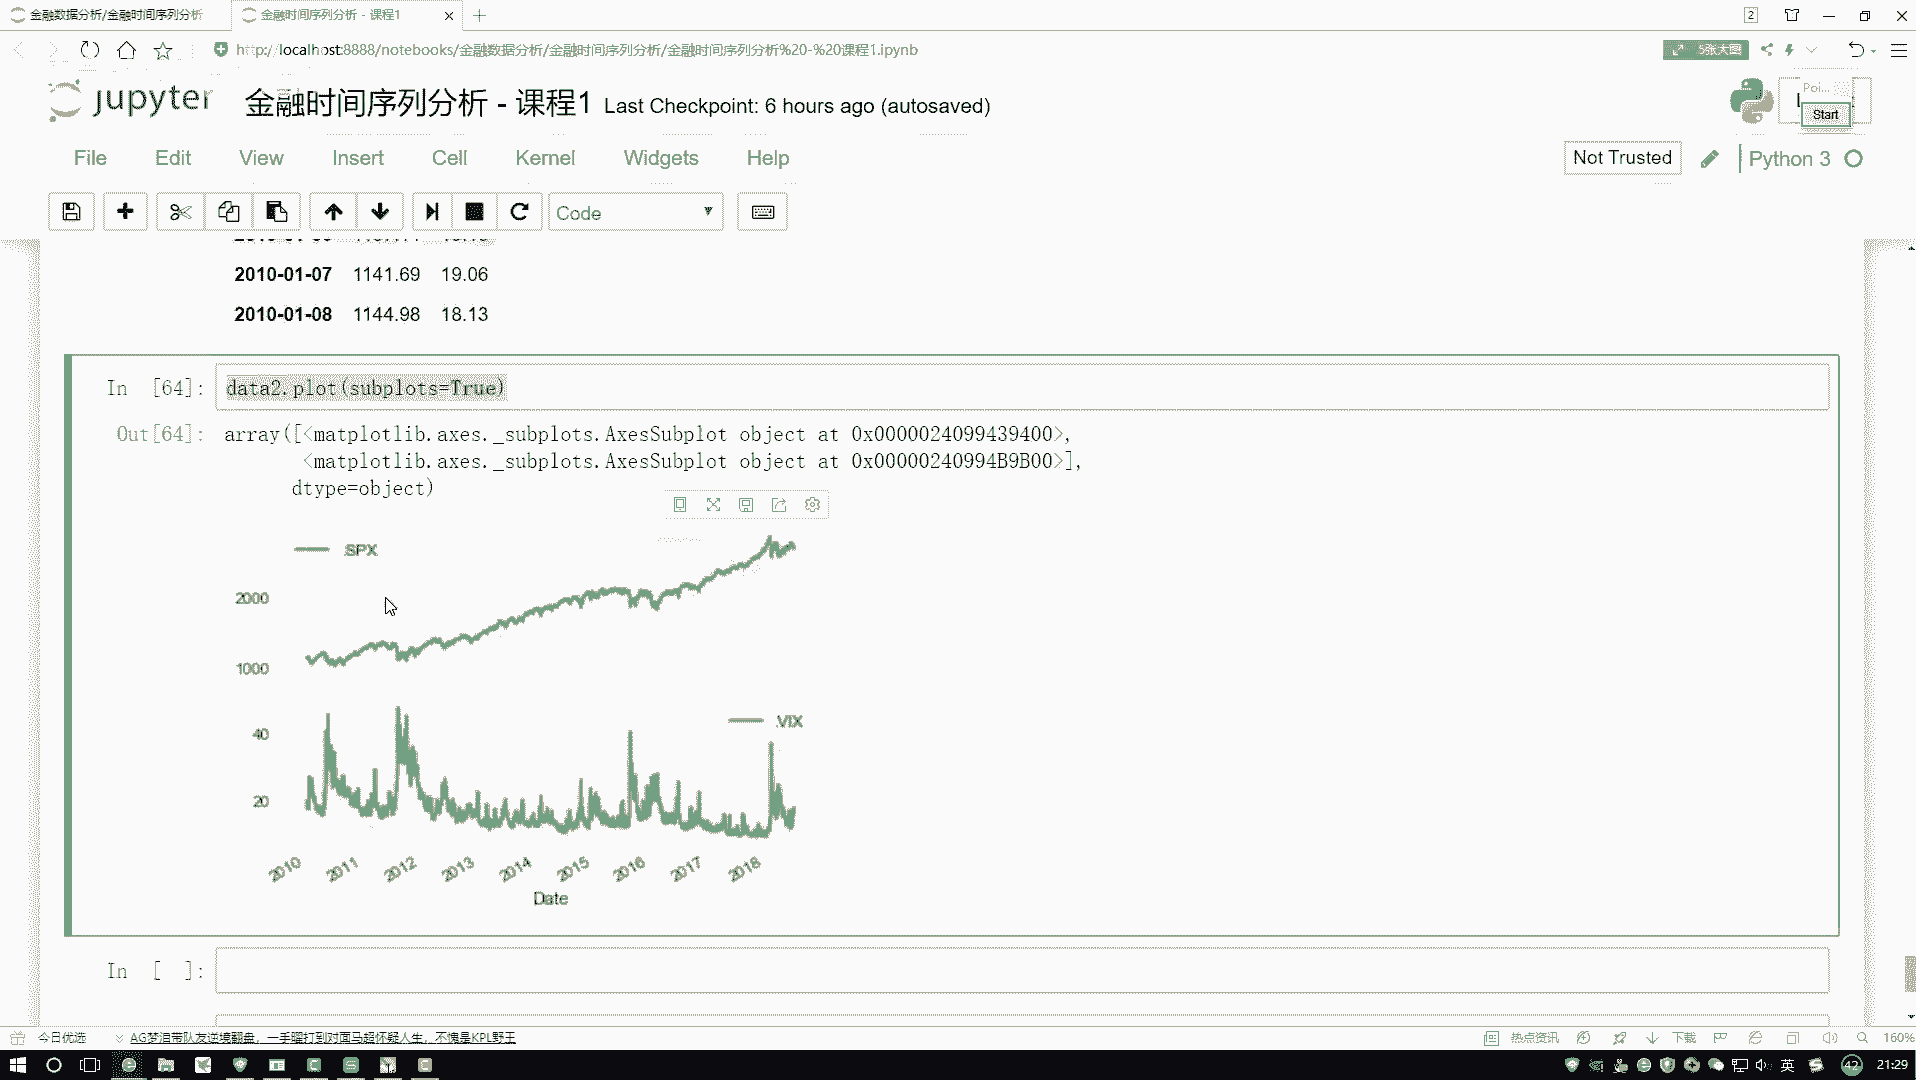 金融数据分析/金融时间序列分析
金融时间序列分析 - 课程1
2
http://localhost:8888/notebooks/金融数据分析/金融时间序列分析/金融时间序列分析%20-%20课程1.ipynb
5张大图
jupyter 金融时间序列分析 - 课程1 Last Checkpoint: 6 hours ago (autosaved)
Poi...
Start
File Edit View Insert Cell Kernel Widgets Help
Not Trusted
Python 3
Code
2010-01-07 1141.69 19.06
2010-01-08 1144.98 18.13
In [64]: data2.plot(subplots=True)
Out[64]: array([<matplotlib.axes._subplots.AxesSubplot object at 0x0000024099439400>,
<matplotlib.axes._subplots.AxesSubplot object at 0x00000240994B9B00>],
dtype=object)
.SPX
2000
1000
.VIX
40
20
2010 2011 2012 2013 2014 2015 2016 2017 2018
Date
In [ ]:
今日优选
AG梦泪带队友逆境翻盘，一手曜打到对面马超怀疑人生，不愧是KPL野王
热点资讯
下载
160%
英
42
21:29